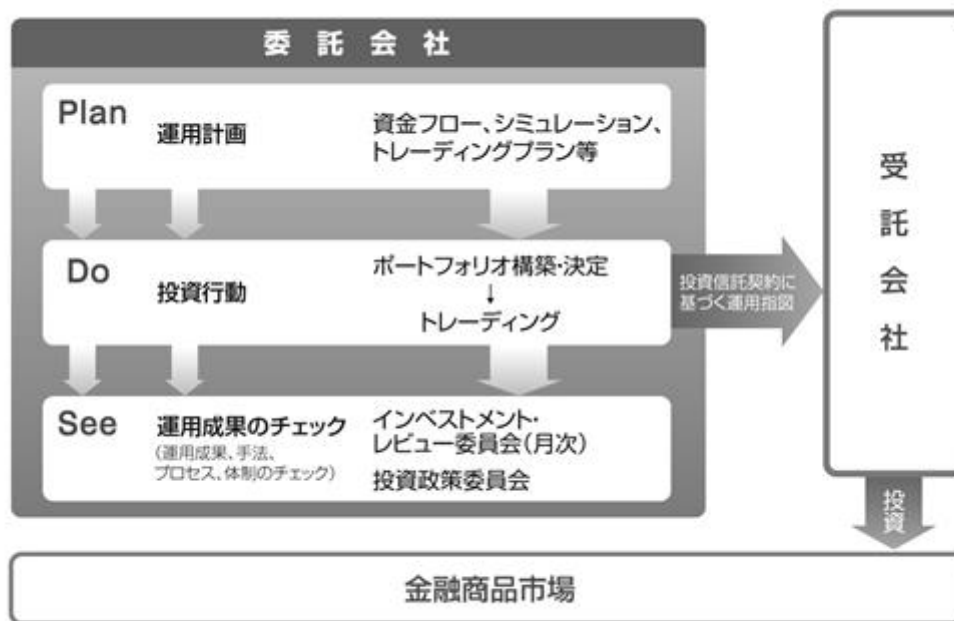 委託会社
Plan
運用計画
資金フロー、シミュレーション、
トレーディングプラン等
Do
投資行動
ポートフォリオ構築・決定
↓
トレーディング
投資信託契約に
基づく運用指図
See
運用成果のチェック
(運用成果、手法、
プロセス、体制のチェック)
インベストメント・
レビュー委員会(月次)
投資政策委員会
受託会社
投資
金融商品市場